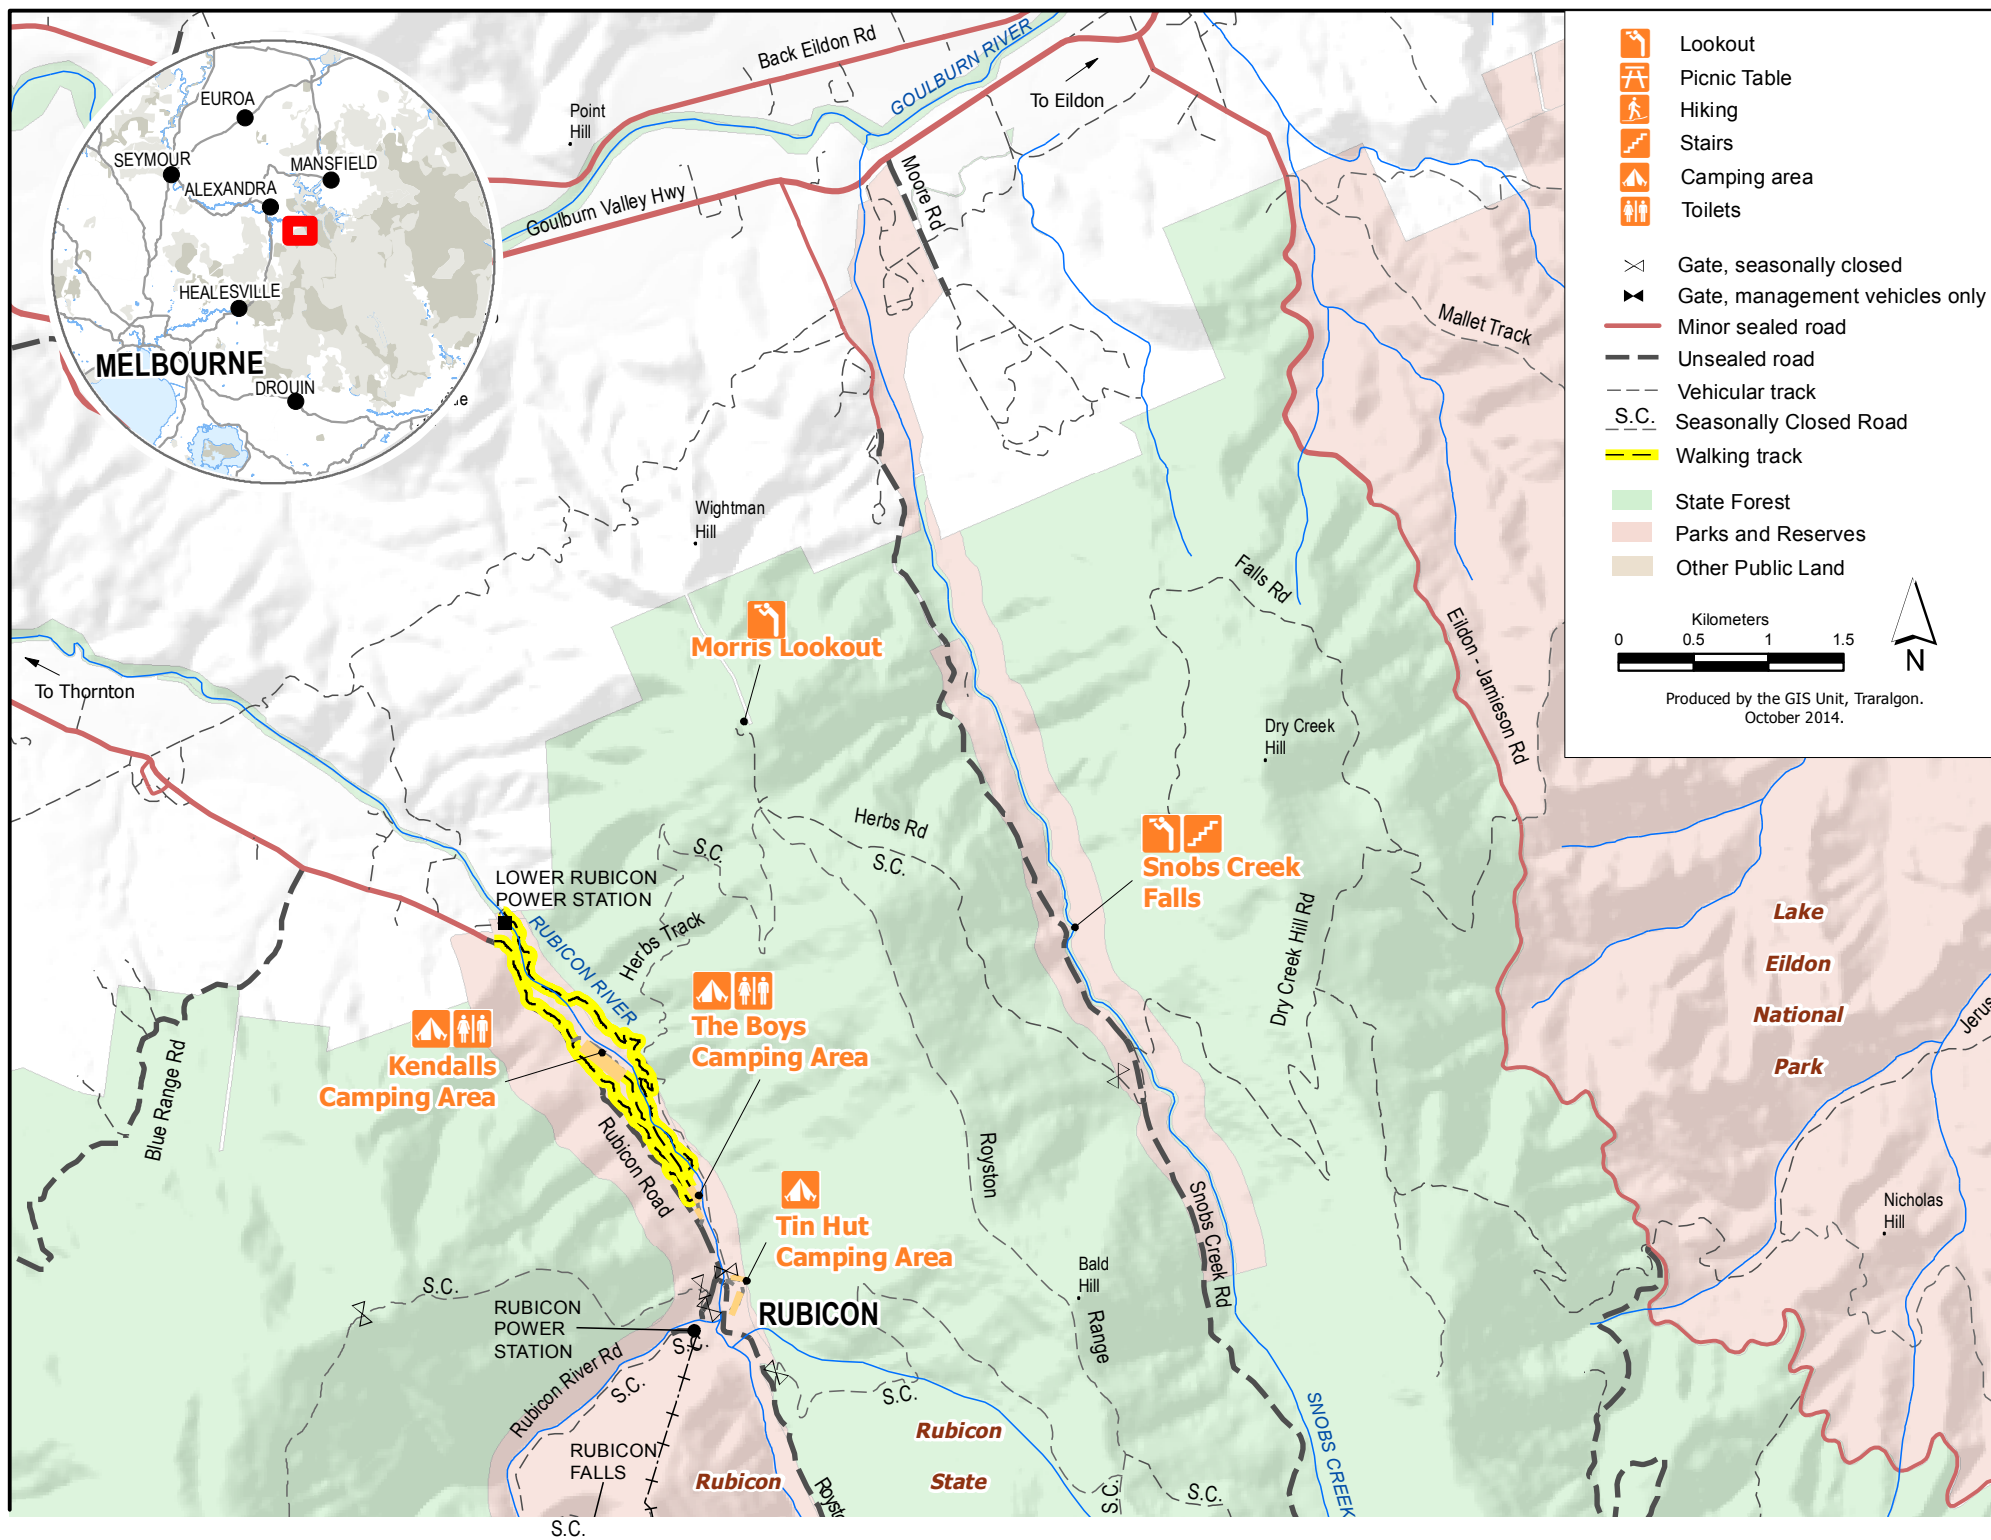 EUROA
SEYMOUR
MANSFIELD
ALEXANDRA
HEALESVILLE
MELBOURNE
DROUIN
Back Eildon Rd
GOULBURN RIVER
Point
Hill
To Eildon
Goulburn Valley Hwy
Moore Rd
Mallet Track
Wightman
Hill
Falls Rd
Morris Lookout
Eildon - Jamieson Rd
To Thornton
Dry Creek
Hill
Herbs Rd
S.C.
S.C.
Snobs Creek
Falls
LOWER RUBICON
POWER STATION
RUBICON RIVER
Herbs Track
Dry Creek Hill Rd
The Boys
Camping Area
Kendalls
Camping Area
Blue Range Rd
Rubicon Road
Royston
Range
Snobs Creek Rd
Lake
Eildon
National
Park
Nicholas
Hill
Tin Hut
Camping Area
Bald
Hill
S.C.
RUBICON
POWER
STATION
RUBICON
S.C.
Rubicon River Rd
S.C.
S.C.
RUBICON
FALLS
Rubicon
Rubicon
State
SNOBS CREEK
S.C.
S.C.
S.C.
Lookout
Picnic Table
Hiking
Stairs
Camping area
Toilets
Gate, seasonally closed
Gate, management vehicles only
Minor sealed road
Unsealed road
Vehicular track
S.C. Seasonally Closed Road
Walking track
State Forest
Parks and Reserves
Other Public Land
Kilometers
0 0.5 1 1.5
N
Produced by the GIS Unit, Traralgon.
October 2014.